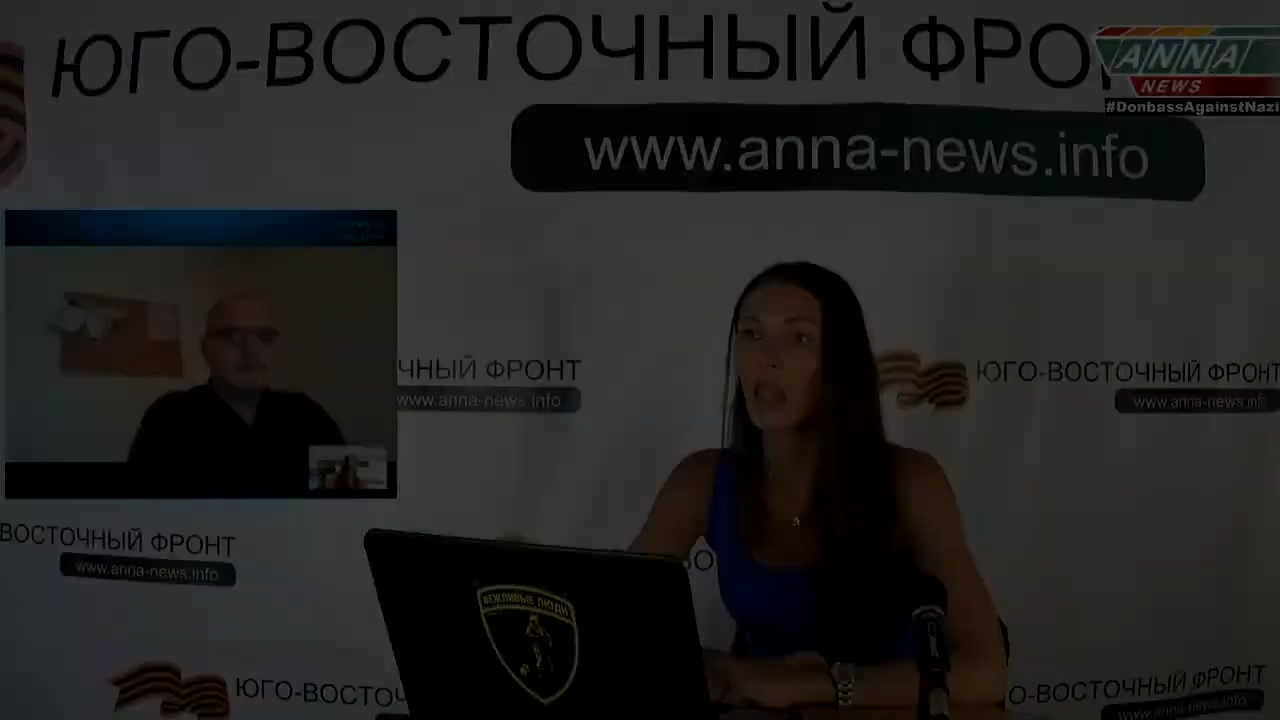 ЮГО-ВОСТОЧНЫЙ ФРО
www.anna-news.info
ANNA
NEWS
#DonbassAgainstNazi
ЧНЫЙ ФРОНТ
www.anna-news.info
ЮГО-ВОСТОЧНЫЙ ФРОНТ
www.anna-news.info
ВОСТОЧНЫЙ ФРОНТ
www.anna-news.info
ВЕЖЛИВЫЕ ЛЮДИ
ЮГО-ВОСТОЧ
О-ВОСТОЧНЫЙ ФРОНТ
www.anna-news.info